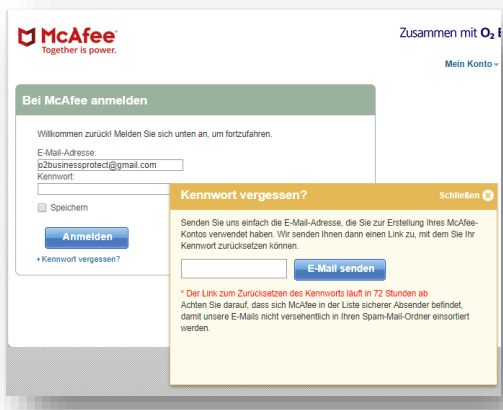 McAfee
Together is power.
Zusammen mit O₂
Mein Konto
Bei McAfee anmelden
Willkommen zurück! Melden Sie sich unten an, um fortzufahren.
E-Mail-Adresse:
o2businessprotect@gmail.com
Kennwort:
Speichern
Anmelden
Kennwort vergessen?
Kennwort vergessen?
Schließen
Senden Sie uns einfach die E-Mail-Adresse, die Sie zur Erstellung Ihres McAfee-
Kontos verwendet haben. Wir senden Ihnen dann einen Link zu, mit dem Sie Ihr
Kennwort zurücksetzen können.
E-Mail senden
* Der Link zum Zurücksetzen des Kennworts läuft in 72 Stunden ab
Achten Sie darauf, dass sich McAfee in der Liste sicherer Absender befindet,
damit unsere E-Mails nicht versehentlich in Ihren Spam-Mail-Ordner einsortiert
werden.